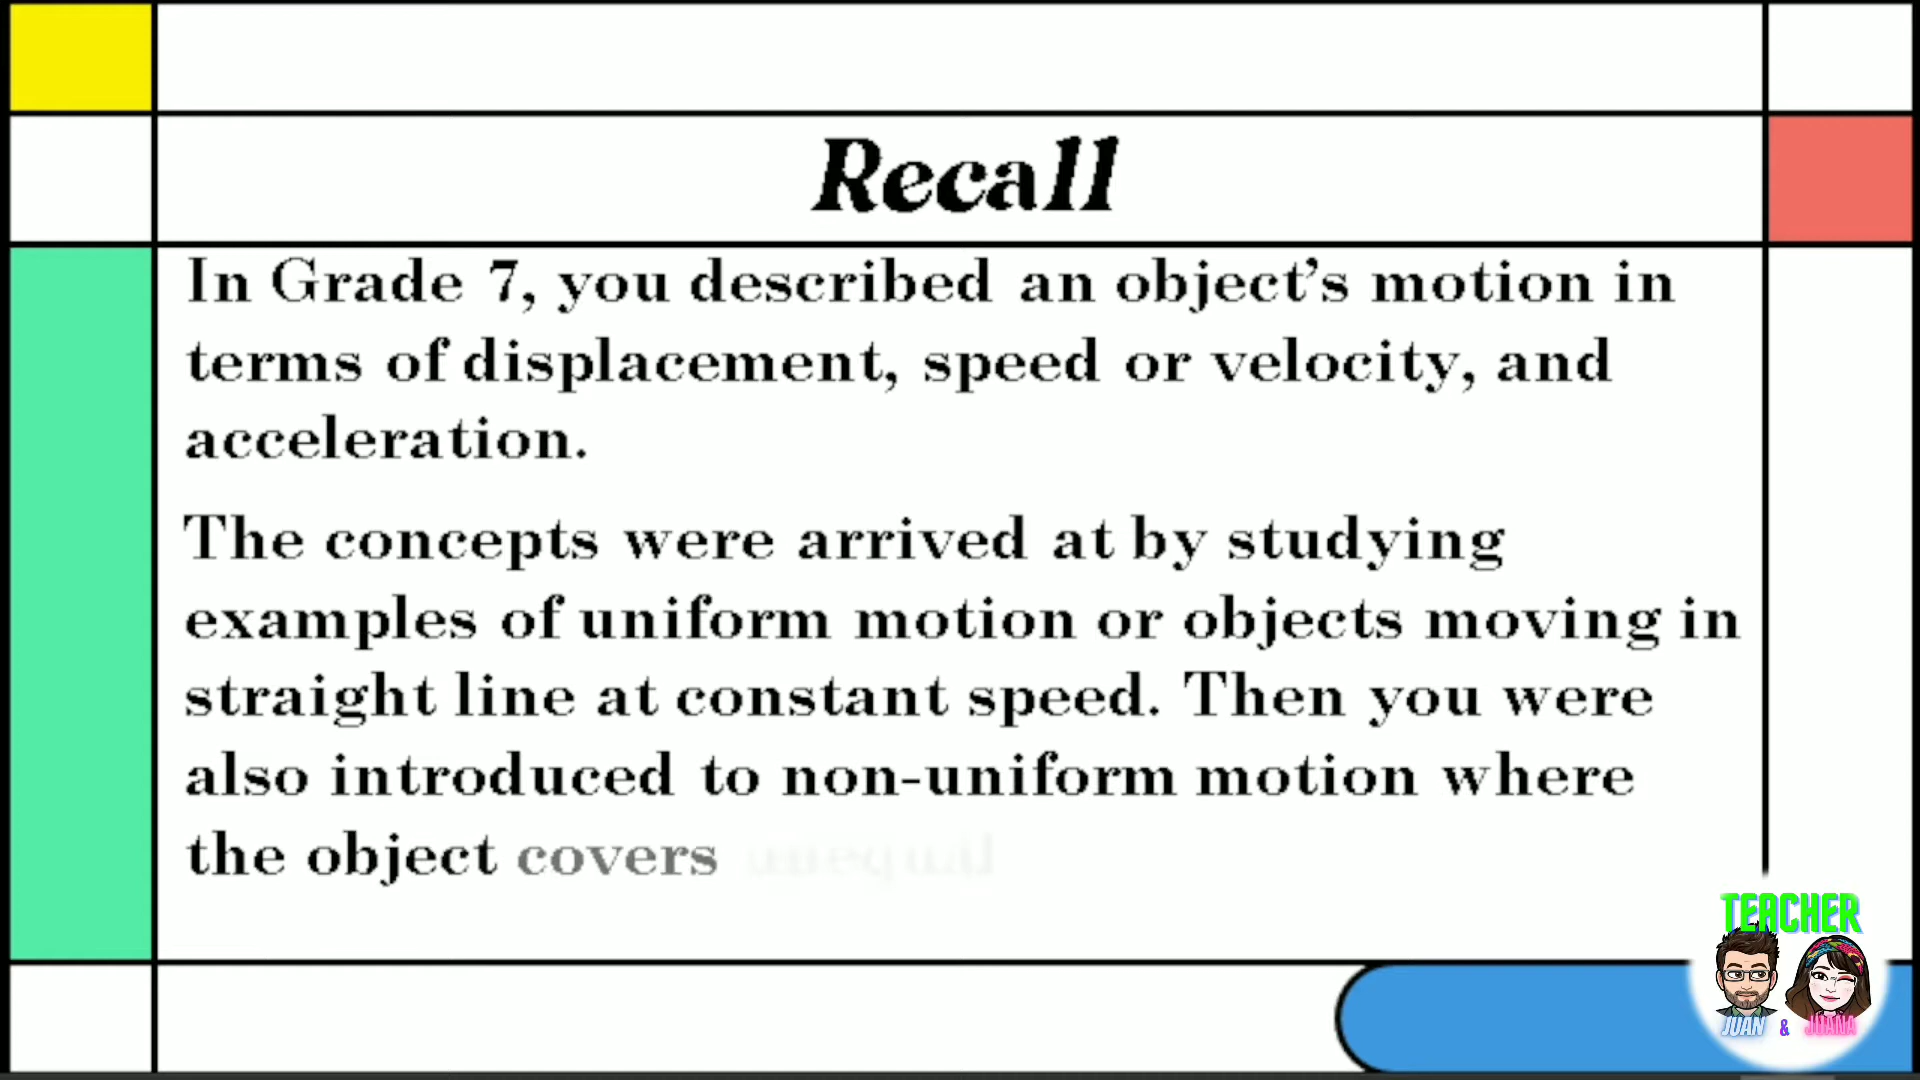 Recall
In Grade 7, you described an object’s motion in
terms of displacement, speed or velocity, and
acceleration.
The concepts were arrived at by studying
examples of uniform motion or objects moving in
straight line at constant speed. Then you were
also introduced to non-uniform motion where
the object covers unequal
TEACHER
JUAN & JUANA